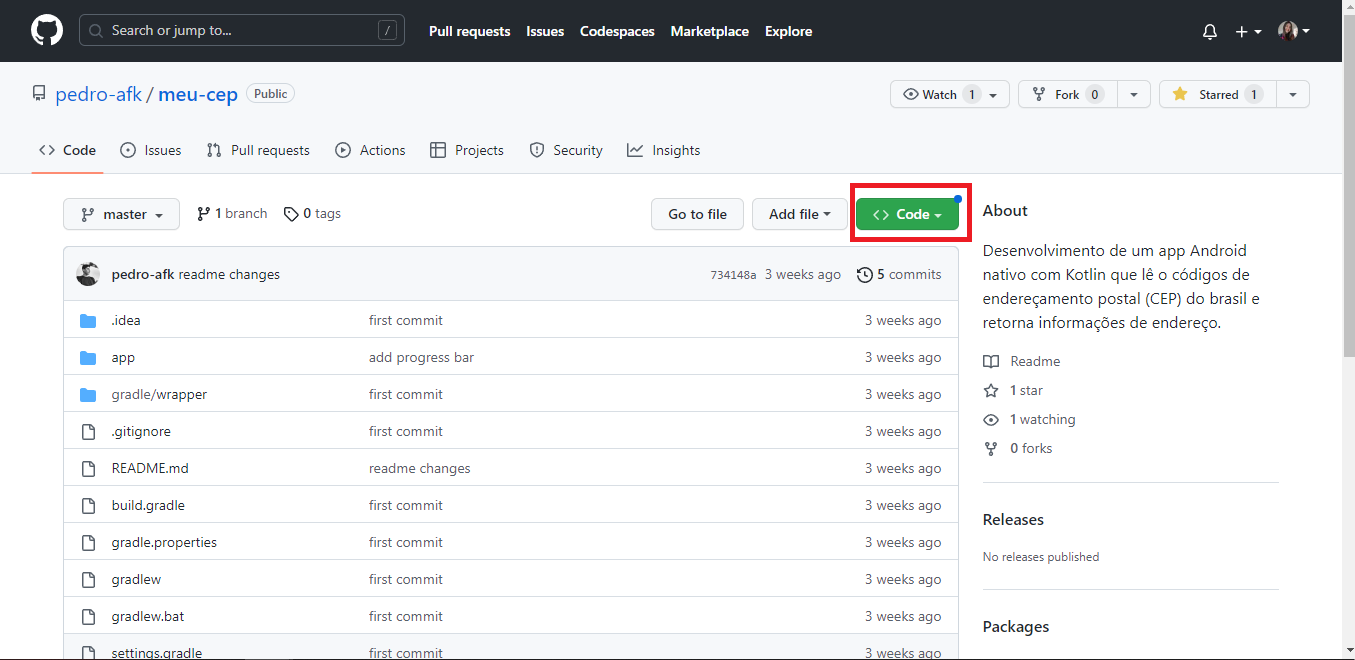 Search or jump to... /
Pull requests Issues Codespaces Marketplace Explore
pedro-afk / meu-cep Public
Watch 1
Fork 0
Starred 1
Code Issues Pull requests Actions Projects Security Insights
master 1 branch 0 tags
Go to file Add file Code
pedro-afk readme changes 734148a 3 weeks ago 5 commits
.idea first commit 3 weeks ago
app add progress bar 3 weeks ago
gradle/wrapper first commit 3 weeks ago
.gitignore first commit 3 weeks ago
README.md readme changes 3 weeks ago
build.gradle first commit 3 weeks ago
gradle.properties first commit 3 weeks ago
gradlew first commit 3 weeks ago
gradlew.bat first commit 3 weeks ago
settings.gradle first commit 3 weeks ago
About
Desenvolvimento de um app Android
nativo com Kotlin que lê o códigos de
endereçamento postal (CEP) do brasil e
retorna informações de endereço.
Readme
1 star
1 watching
0 forks
Releases
No releases published
Packages